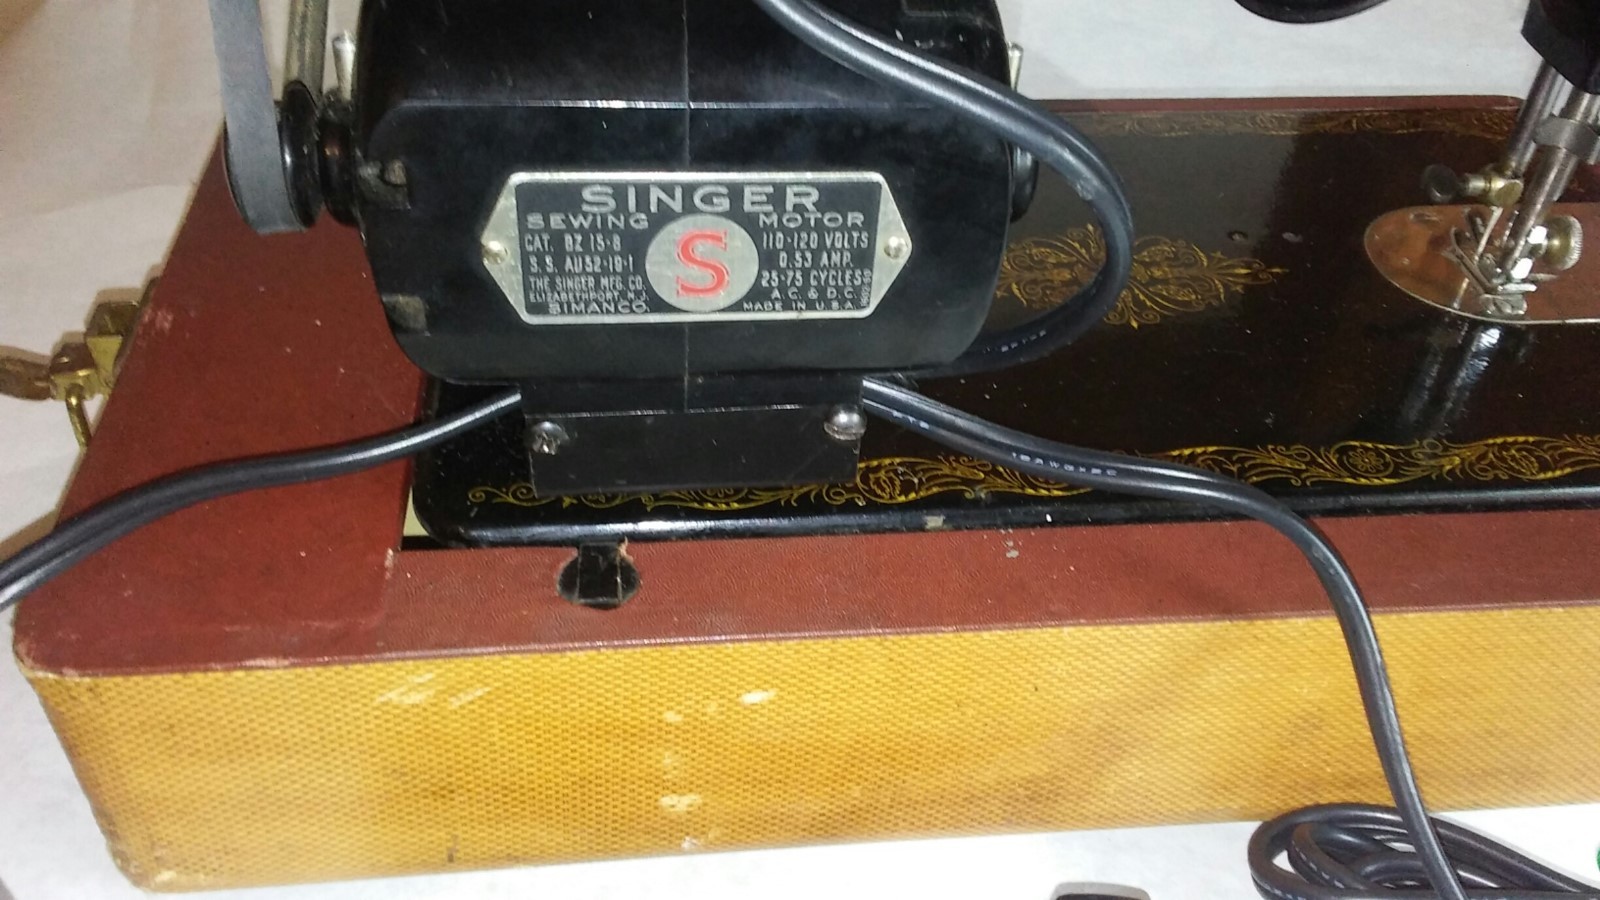 SINGER
SEWING MOTOR
CAT. BZ 15-8
S.S. AU52-10-1
THE SINGER MFG. CO.
ELIZABETHPORT, N.J.
SIMANCO.
S
110-120 VOLTS
0.53 AMP.
25-75 CYCLES
A.C. & D.C.
MADE IN U.S.A.